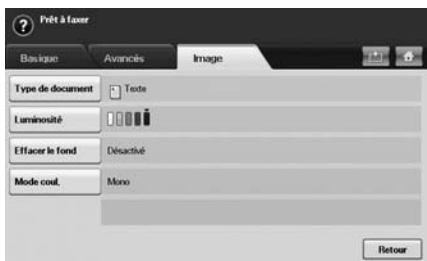 Prêt à faxer
Basique Avancés Image
Type de document Texte
Luminosité
Effacer le fond Désactivé
Mode coul. Mono
Retour